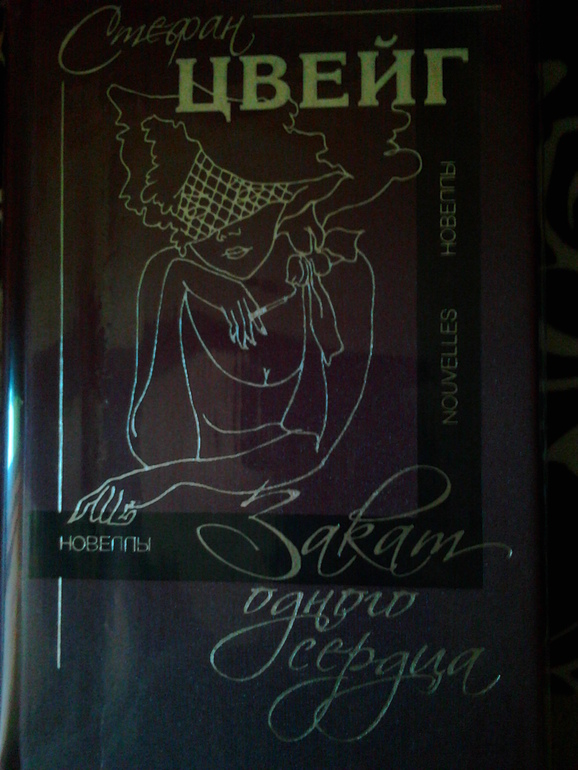 Стефан
ЦВЕЙГ
НОВЕЛЛЫ
NOUVELLES
НОВЕЛЛЫ
Закат
одного
сердца